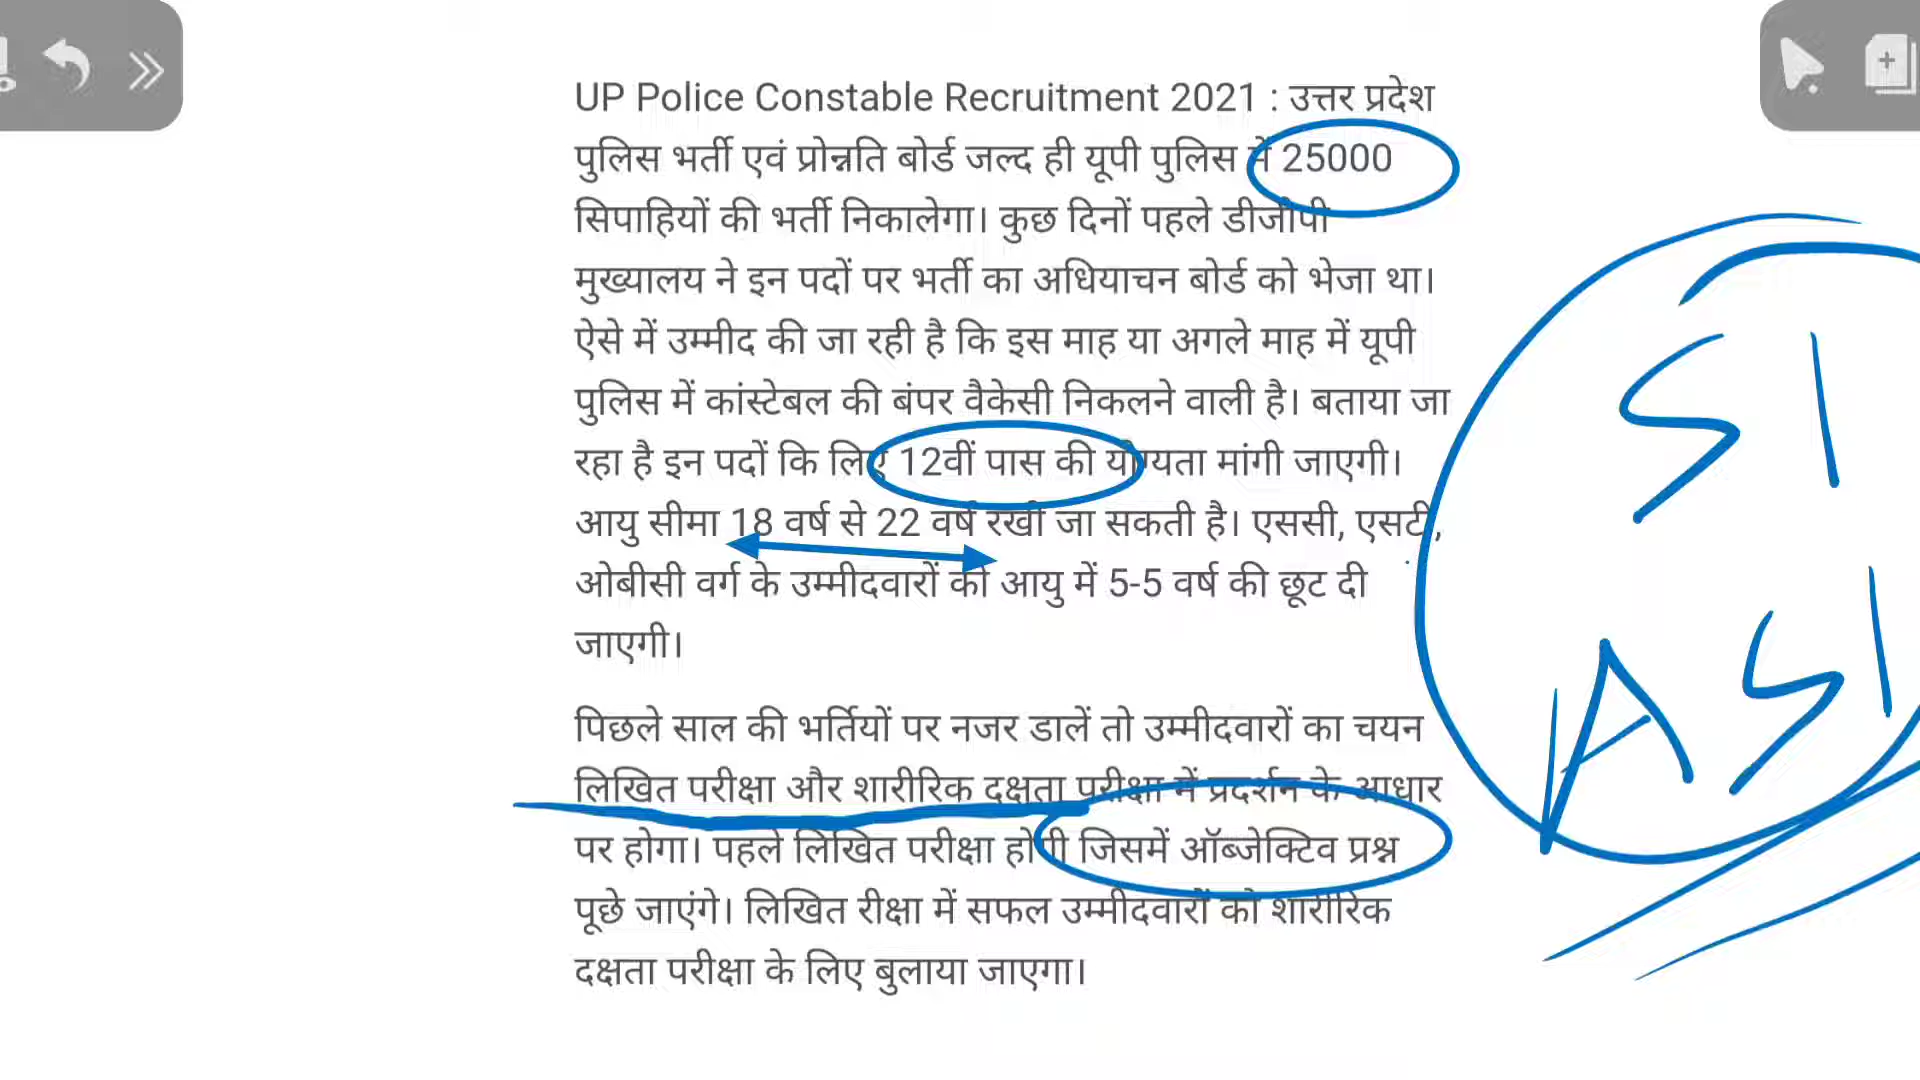 UP Police Constable Recruitment 2021 : उत्तर प्रदेश
पुलिस भर्ती एवं प्रोन्नति बोर्ड जल्द ही यूपी पुलिस में 25000
सिपाहियों की भर्ती निकालेगा। कुछ दिनों पहले डीजीपी
मुख्यालय ने इन पदों पर भर्ती का अधियाचन बोर्ड को भेजा था।
ऐसे में उम्मीद की जा रही है कि इस माह या अगले माह में यूपी
पुलिस में कांस्टेबल की बंपर वैकेसी निकलने वाली है। बताया जा
रहा है इन पदों कि लिए 12वीं पास की योग्यता मांगी जाएगी।
आयु सीमा 18 वर्ष से 22 वर्ष रखी जा सकती है। एससी, एसटी,
ओबीसी वर्ग के उम्मीदवारों को आयु में 5-5 वर्ष की छूट दी
जाएगी।
पिछले साल की भर्तियों पर नजर डालें तो उम्मीदवारों का चयन
लिखित परीक्षा और शारीरिक दक्षता परीक्षा में प्रदर्शन के आधार
पर होगा। पहले लिखित परीक्षा होगी जिसमें ऑब्जेक्टिव प्रश्न
पूछे जाएंगे। लिखित रीक्षा में सफल उम्मीदवारों को शारीरिक
दक्षता परीक्षा के लिए बुलाया जाएगा।
SI
ASI